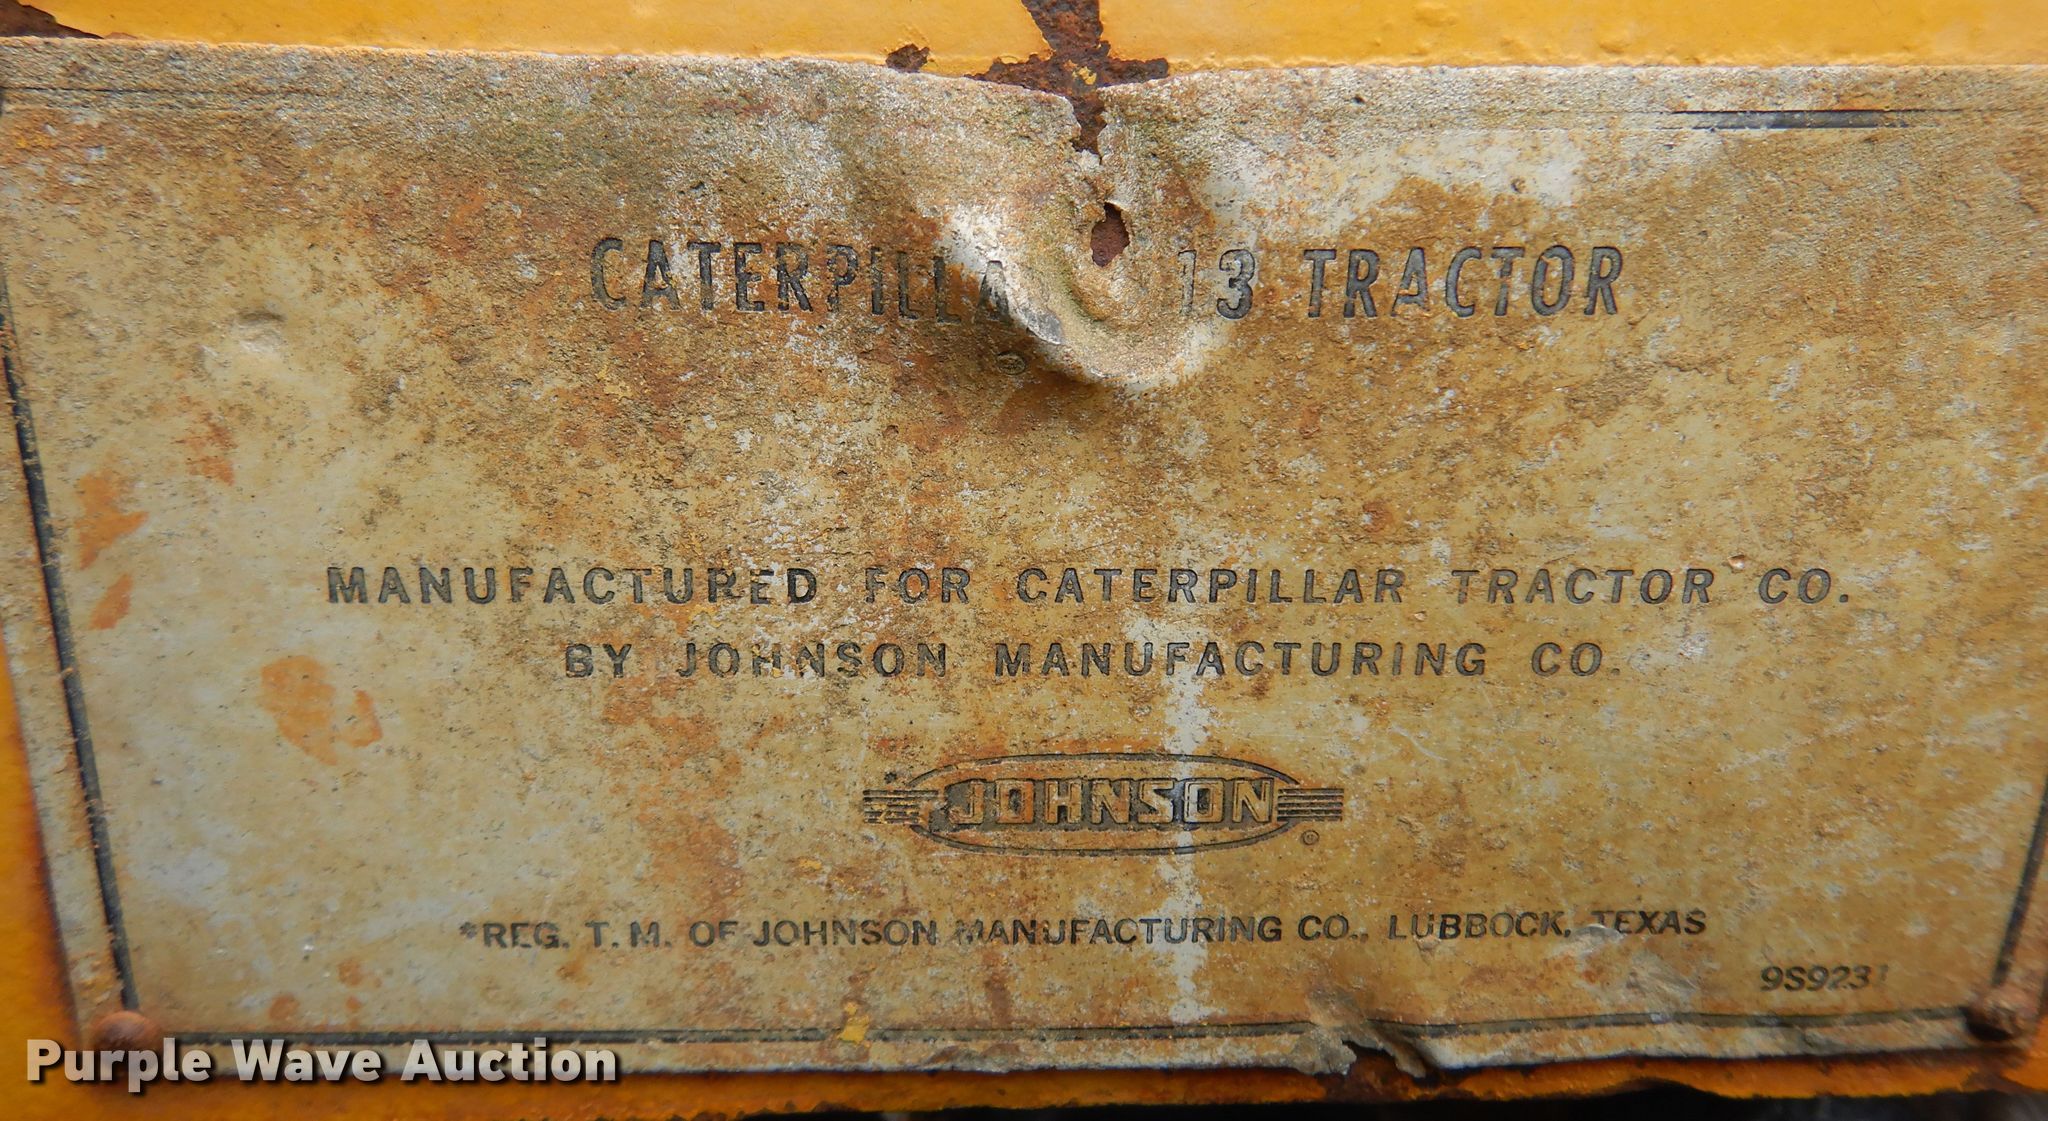 CATERPILLA 13 TRACTOR
MANUFACTURED FOR CATERPILLAR TRACTOR CO.
BY JOHNSON MANUFACTURING CO.
JOHNSON
*REG. T.M. OF JOHNSON MANUFACTURING CO., LUBBOCK, TEXAS
9S9231
Purple Wave Auction